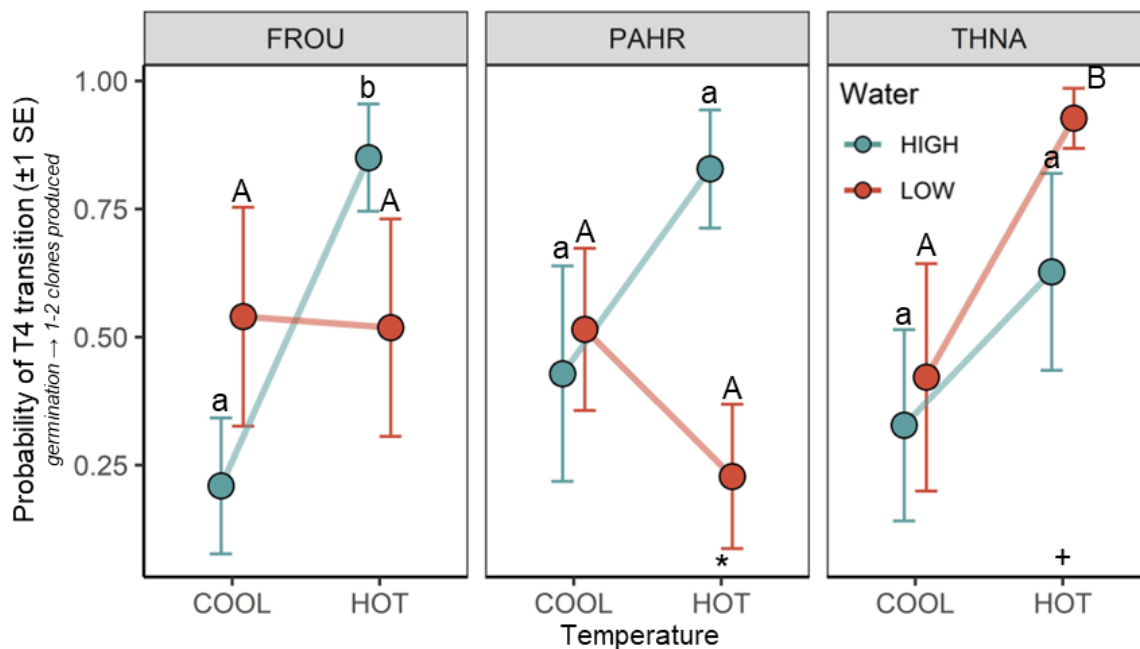 FROU
PAHR
THNA
Probability of T4 transition (±1 SE)
germination → 1-2 clones produced
1.00
0.75
0.50
0.25
a
A
b
A
a
A
a
A
*
Water
HIGH
LOW
a
A
a
B
+
COOL
HOT
COOL
HOT
COOL
HOT
Temperature